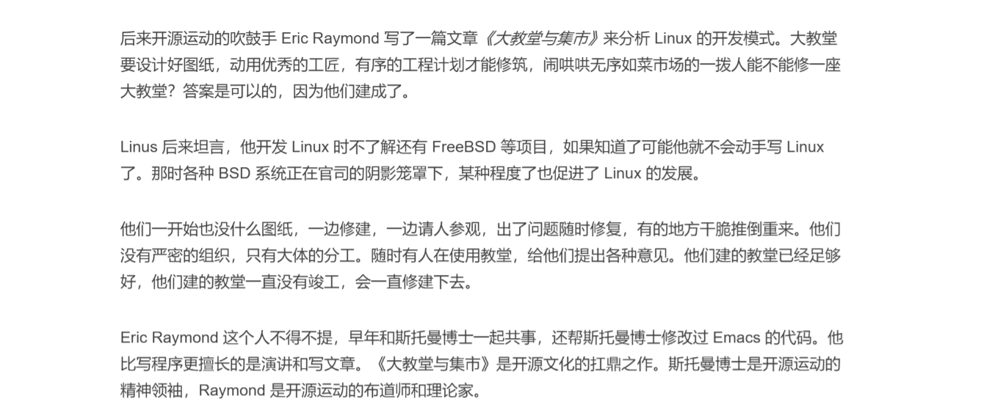 后来开源运动的吹鼓手 Eric Raymond 写了一篇文章《大教堂与集市》来分析 Linux 的开发模式。大教堂
要设计好图纸，动用优秀的工匠，有序的工程计划才能修筑，闹哄哄无序如菜市场的一拨人能不能修一座
大教堂？答案是可以的，因为他们建成了。
Linus 后来坦言，他开发 Linux 时不了解还有 FreeBSD 等项目，如果知道了可能他就不会动手写 Linux
了。那时各种 BSD 系统正在官司的阴影笼罩下，某种程度了也促进了 Linux 的发展。
他们一开始也没什么图纸，一边修建，一边请人参观，出了问题随时修复，有的地方干脆推倒重来。他们
没有严密的组织，只有大体的分工。随时有人在使用教堂，给他们提出各种意见。他们建的教堂已经足够
好，他们建的教堂一直没有竣工，会一直修建下去。
Eric Raymond 这个人不得不提，早年和斯托曼博士一起共事，还帮斯托曼博士修改过 Emacs 的代码。他
比写程序更擅长的是演讲和写文章。《大教堂与集市》是开源文化的扛鼎之作。斯托曼博士是开源运动的
精神领袖，Raymond 是开源运动的布道师和理论家。